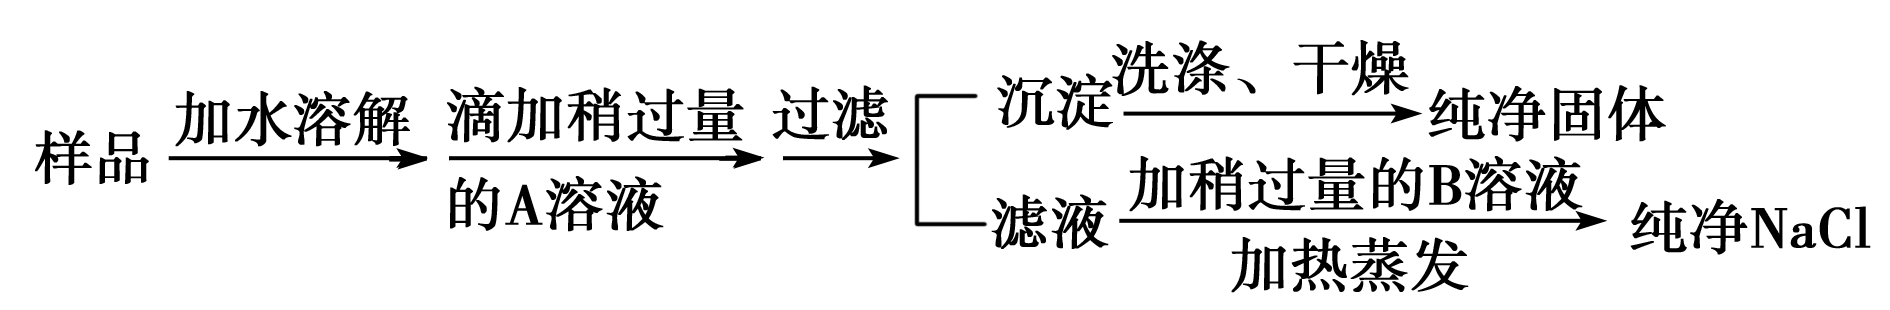 样品
加水溶解
滴加稍过量
的A溶液
过滤
沉淀
洗涤、干燥
纯净固体
滤液
加稍过量的B溶液
加热蒸发
纯净NaCl